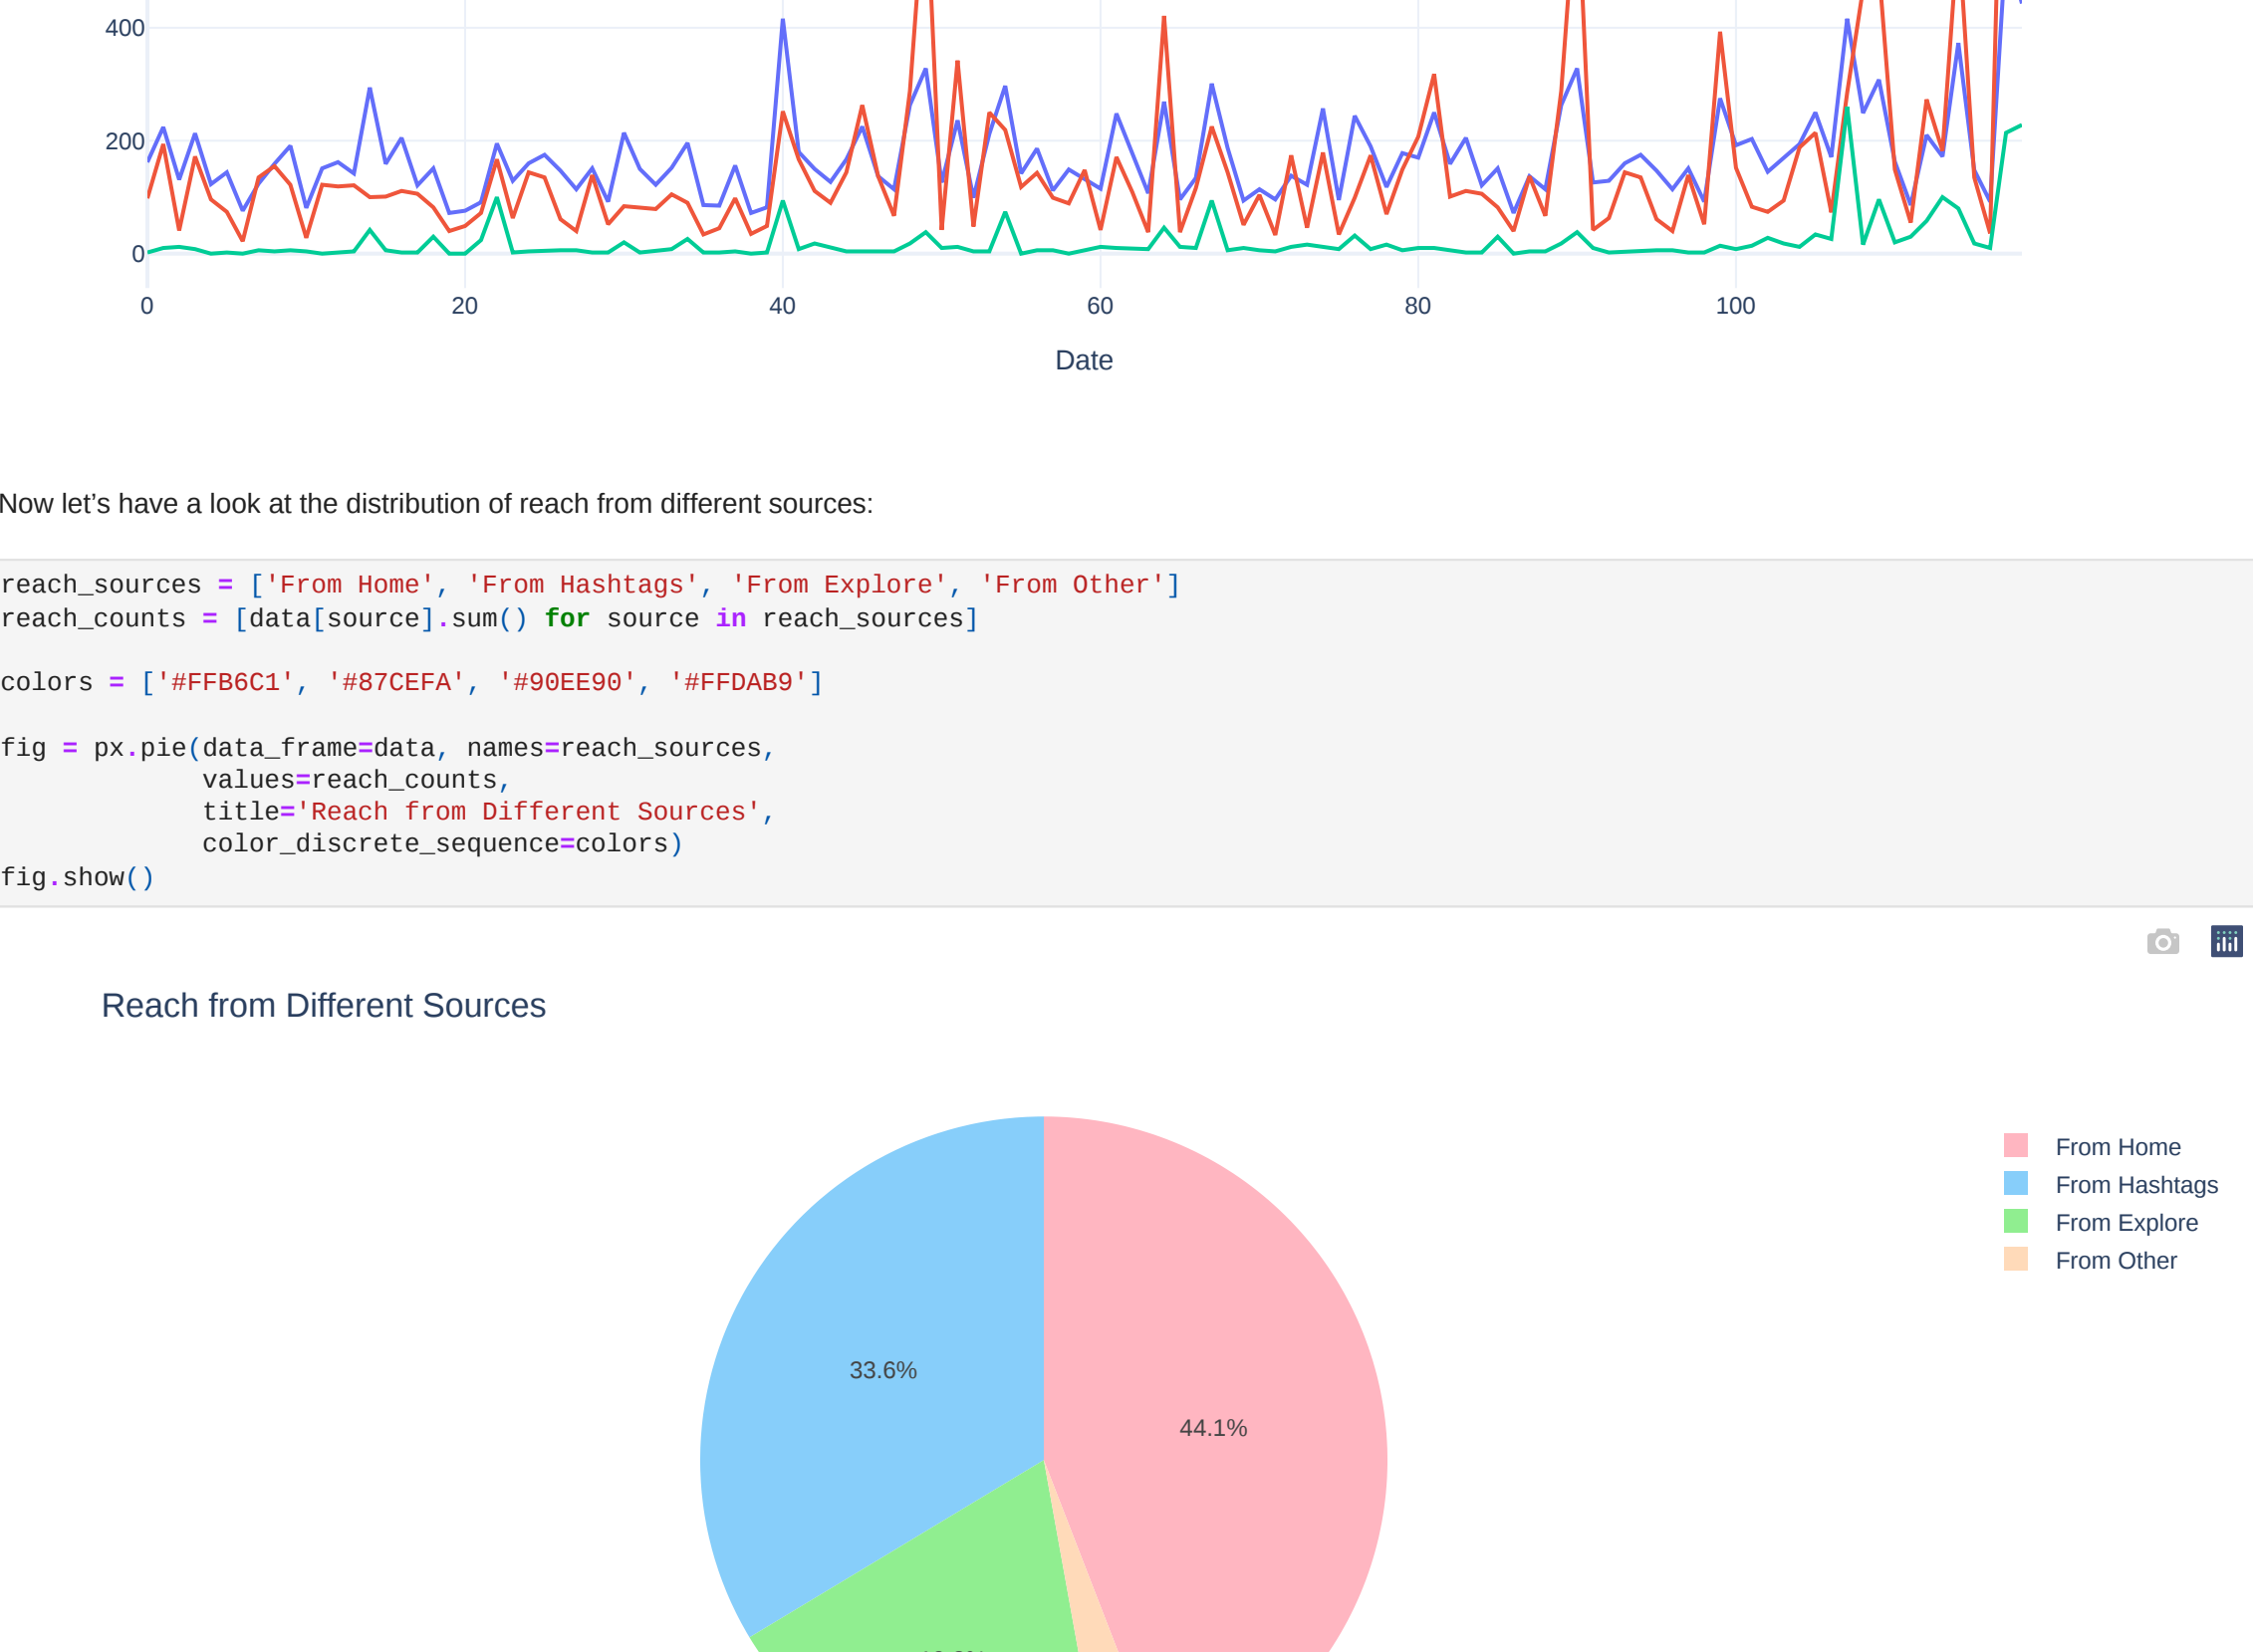 400
200
0
0 20 40 60 80 100
Date
Now let’s have a look at the distribution of reach from different sources:
reach_sources = ['From Home', 'From Hashtags', 'From Explore', 'From Other']
reach_counts = [data[source].sum() for source in reach_sources]
colors = ['#FFB6C1', '#87CEFA', '#90EE90', '#FFDAB9']
fig = px.pie(data_frame=data, names=reach_sources,
values=reach_counts,
title='Reach from Different Sources',
color_discrete_sequence=colors)
fig.show()
Reach from Different Sources
From Home
From Hashtags
From Explore
From Other
33.6%
44.1%